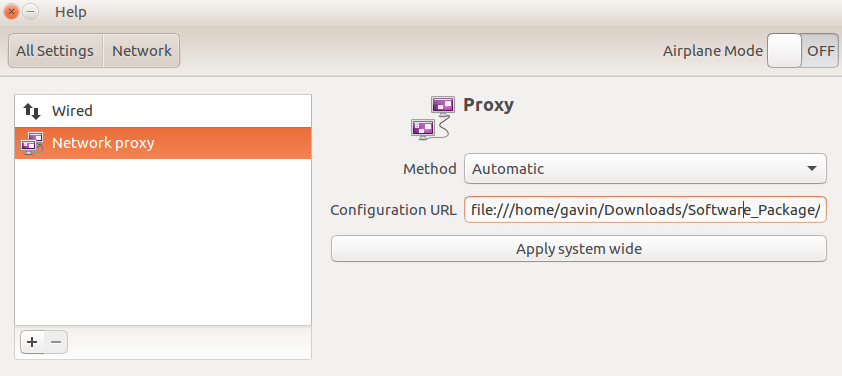 Help
All Settings Network Airplane Mode OFF
Wired
Network proxy
Proxy
Method Automatic
Configuration URL file:///home/gavin/Downloads/Software_Package/
Apply system wide